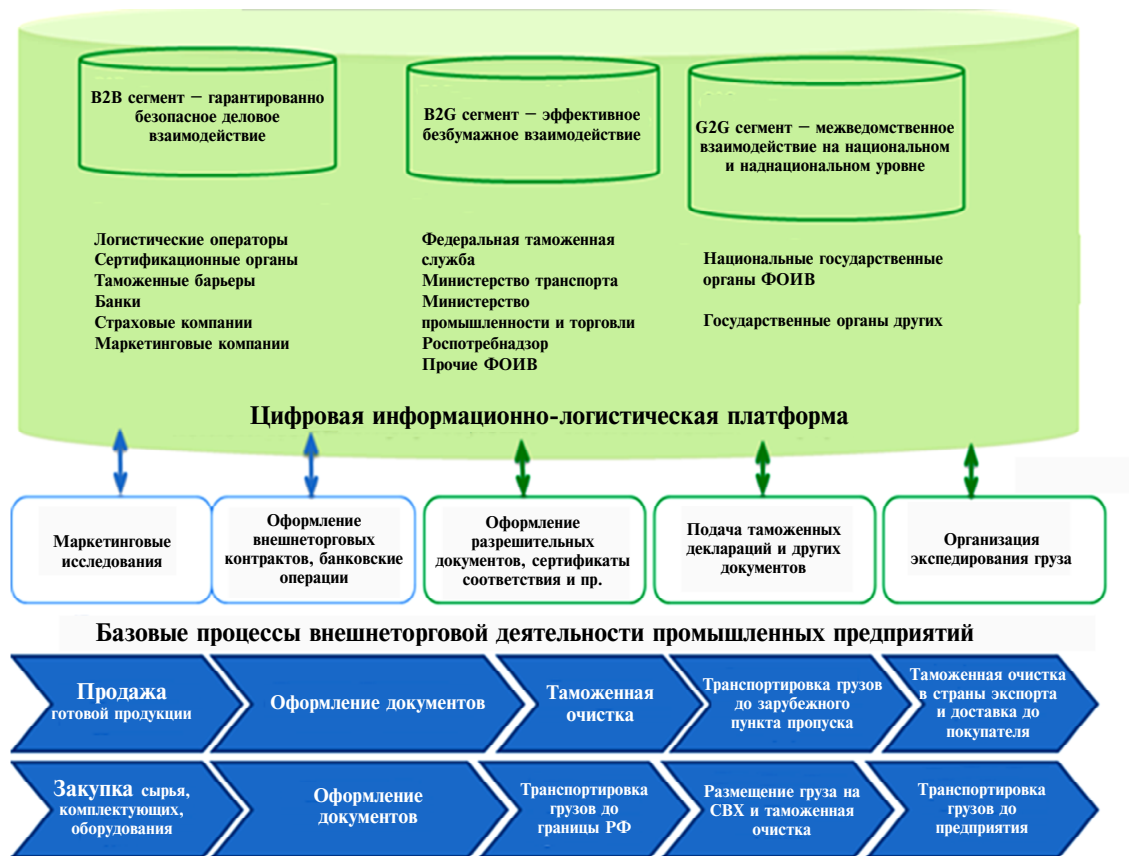 B2B сегмент – гарантированно
безопасное деловое
взаимодействие
B2G сегмент – эффективное
безбумажное взаимодействие
G2G сегмент – межведомственное
взаимодействие на национальном
и наднациональном уровне
Логистические операторы
Сертификационные органы
Таможенные барьеры
Банки
Страховые компании
Маркетинговые компании
Федеральная таможенная
служба
Министерство транспорта
Министерство
промышленности и торговли
Роспотребнадзор
Прочие ФОИВ
Национальные государственные
органы ФОИВ
Государственные органы других
Цифровая информационно-логистическая платформа
Маркетинговые
исследования
Оформление
внешнеторговых
контрактов, банковские
операции
Оформление
разрешительных
документов, сертификаты
соответствия и пр.
Подача таможенных
деклараций и других
документов
Организация
экспедирования груза
Базовые процессы внешнеторговой деятельности промышленных предприятий
Продажа
готовой продукции
Оформление документов
Таможенная
очистка
Транспортировка грузов
до зарубежного
пункта пропуска
Таможенная очистка
в страны экспорта
и доставка до
покупателя
Закупка сырья,
комплектующих,
оборудования
Оформление
документов
Транспортировка
грузов до
границы РФ
Размещение груза на
СВХ и таможенная
очистка
Транспортировка
грузов до
предприятия